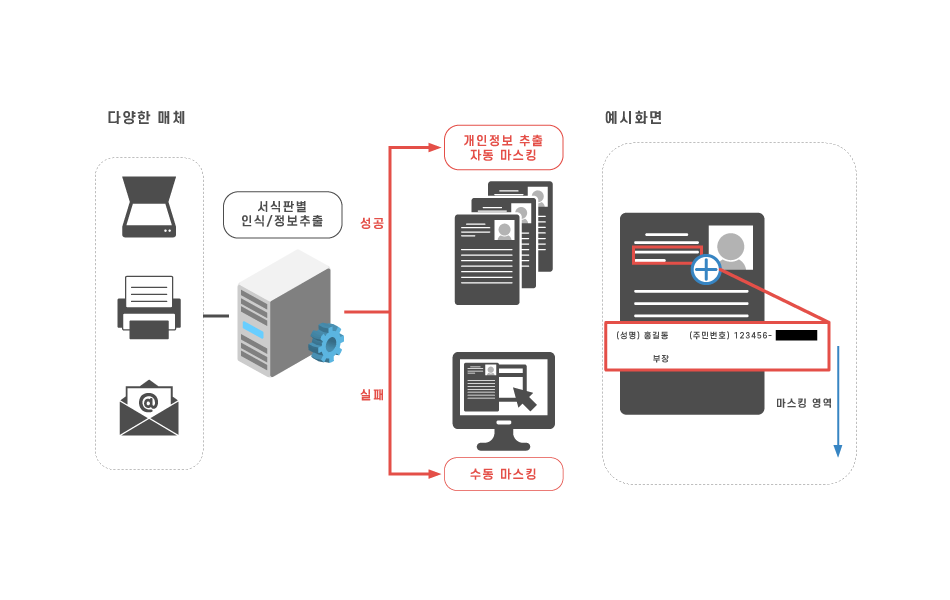 다양한 매체
서식판별
인식/정보추출
성공
실패
개인정보 추출
자동 마스킹
수동 마스킹
예시화면
(성명) 홍길동 (주민번호) 123456-
부장
마스킹 영역
@